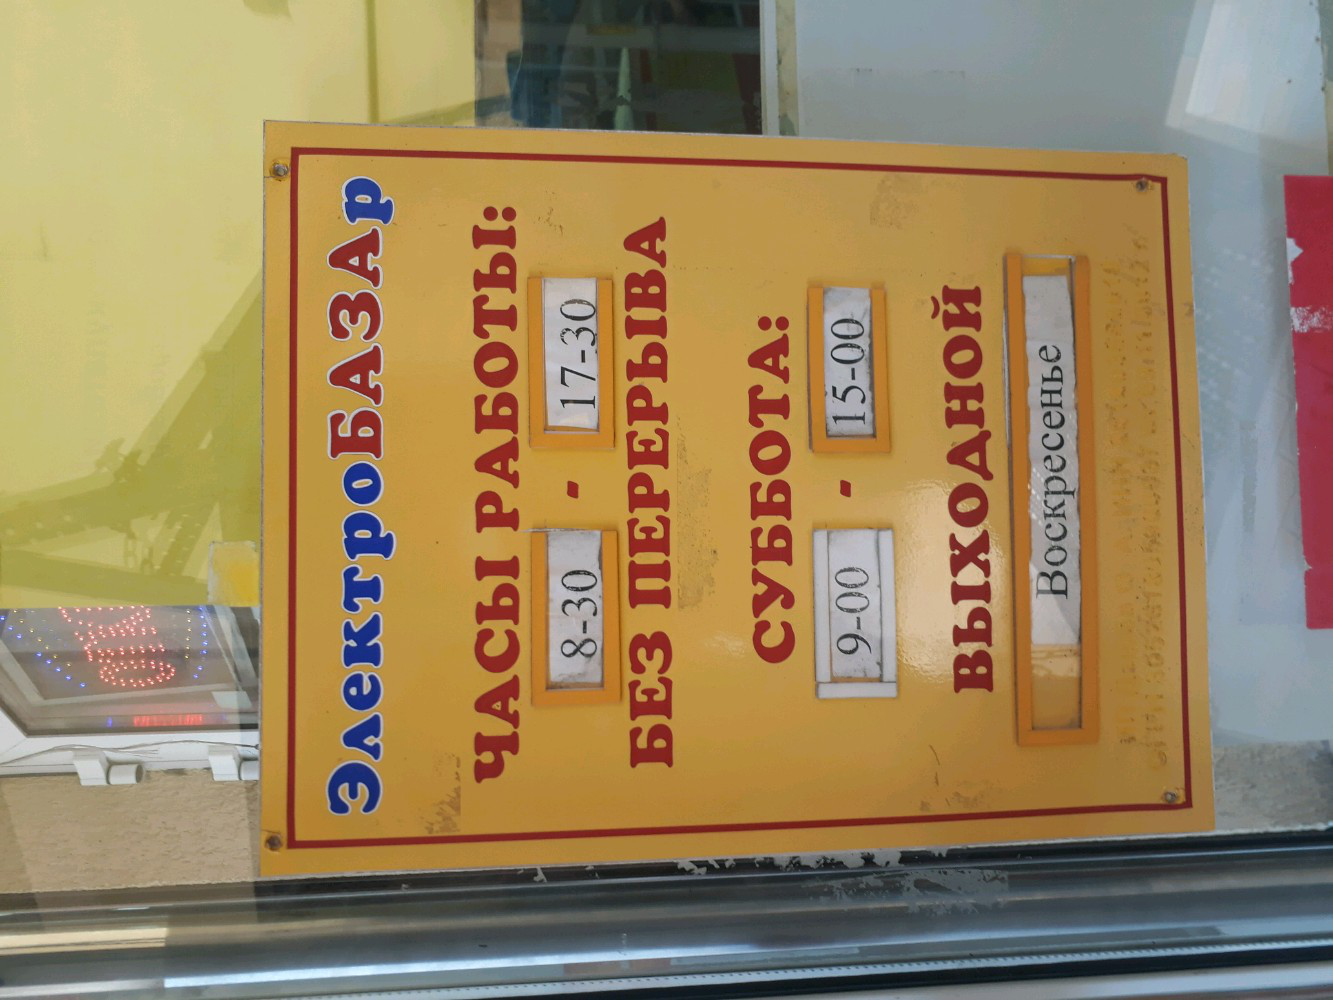 ЭлектроБАЗАр
ЧАСЫ РАБОТЫ:
8-30 - 17-30
БЕЗ ПЕРЕРЫВА
СУББОТА:
9-00 - 15-00
ВЫХОДНОЙ
Воскресенье